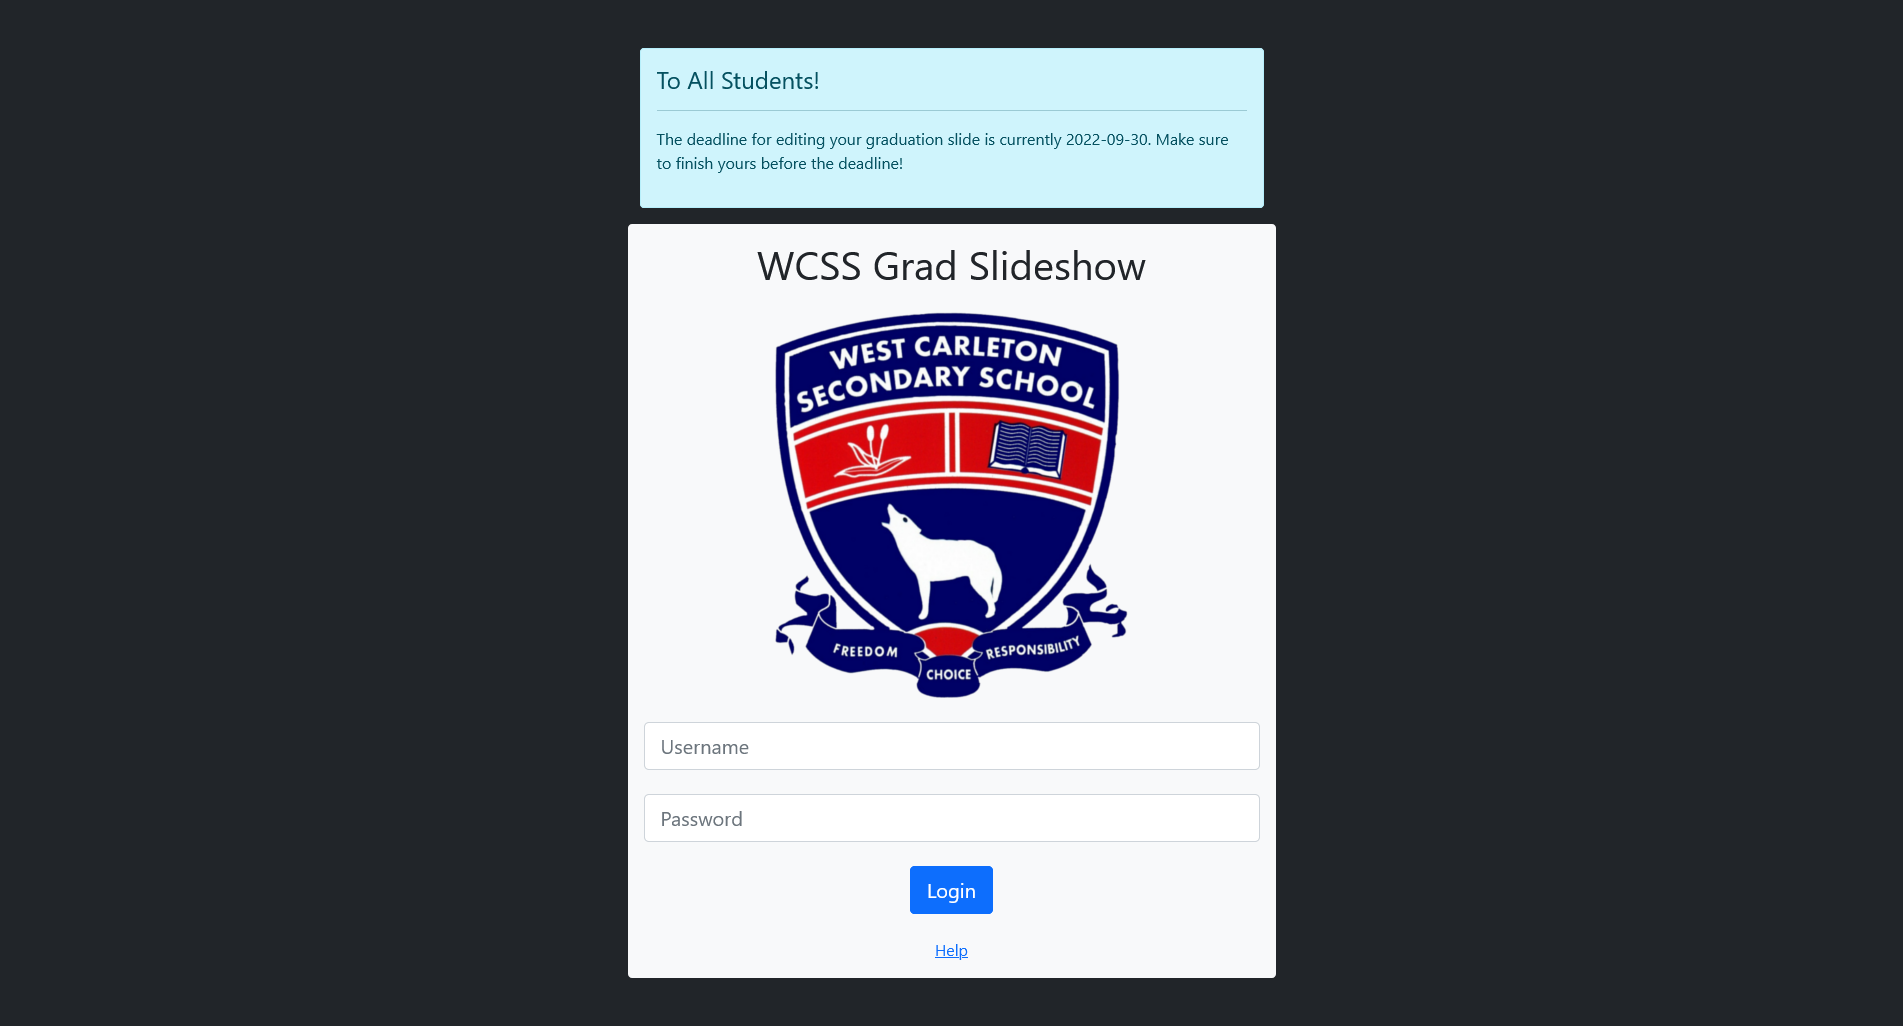 To All Students!
The deadline for editing your graduation slide is currently 2022-09-30. Make sure
to finish yours before the deadline!
WCSS Grad Slideshow
WEST CARLETON
SECONDARY SCHOOL
FREEDOM
CHOICE
RESPONSIBILITY
Username
Password
Login
Help